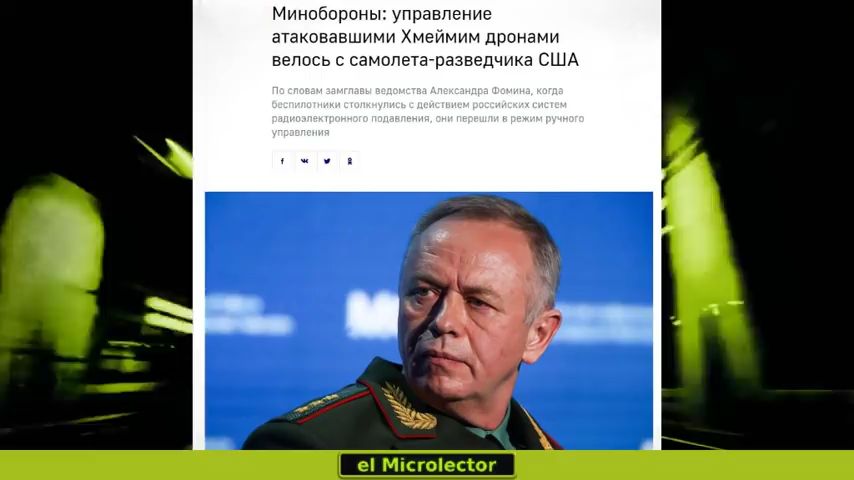 Минобороны: управление
атаковавшими Хмеймим дронами
велось с самолета-разведчика США
По словам замглавы ведомства Александра Фомина, когда
беспилотники столкнулись с действием российских систем
радиоэлектронного подавления, они перешли в режим ручного
управления
el Microlector